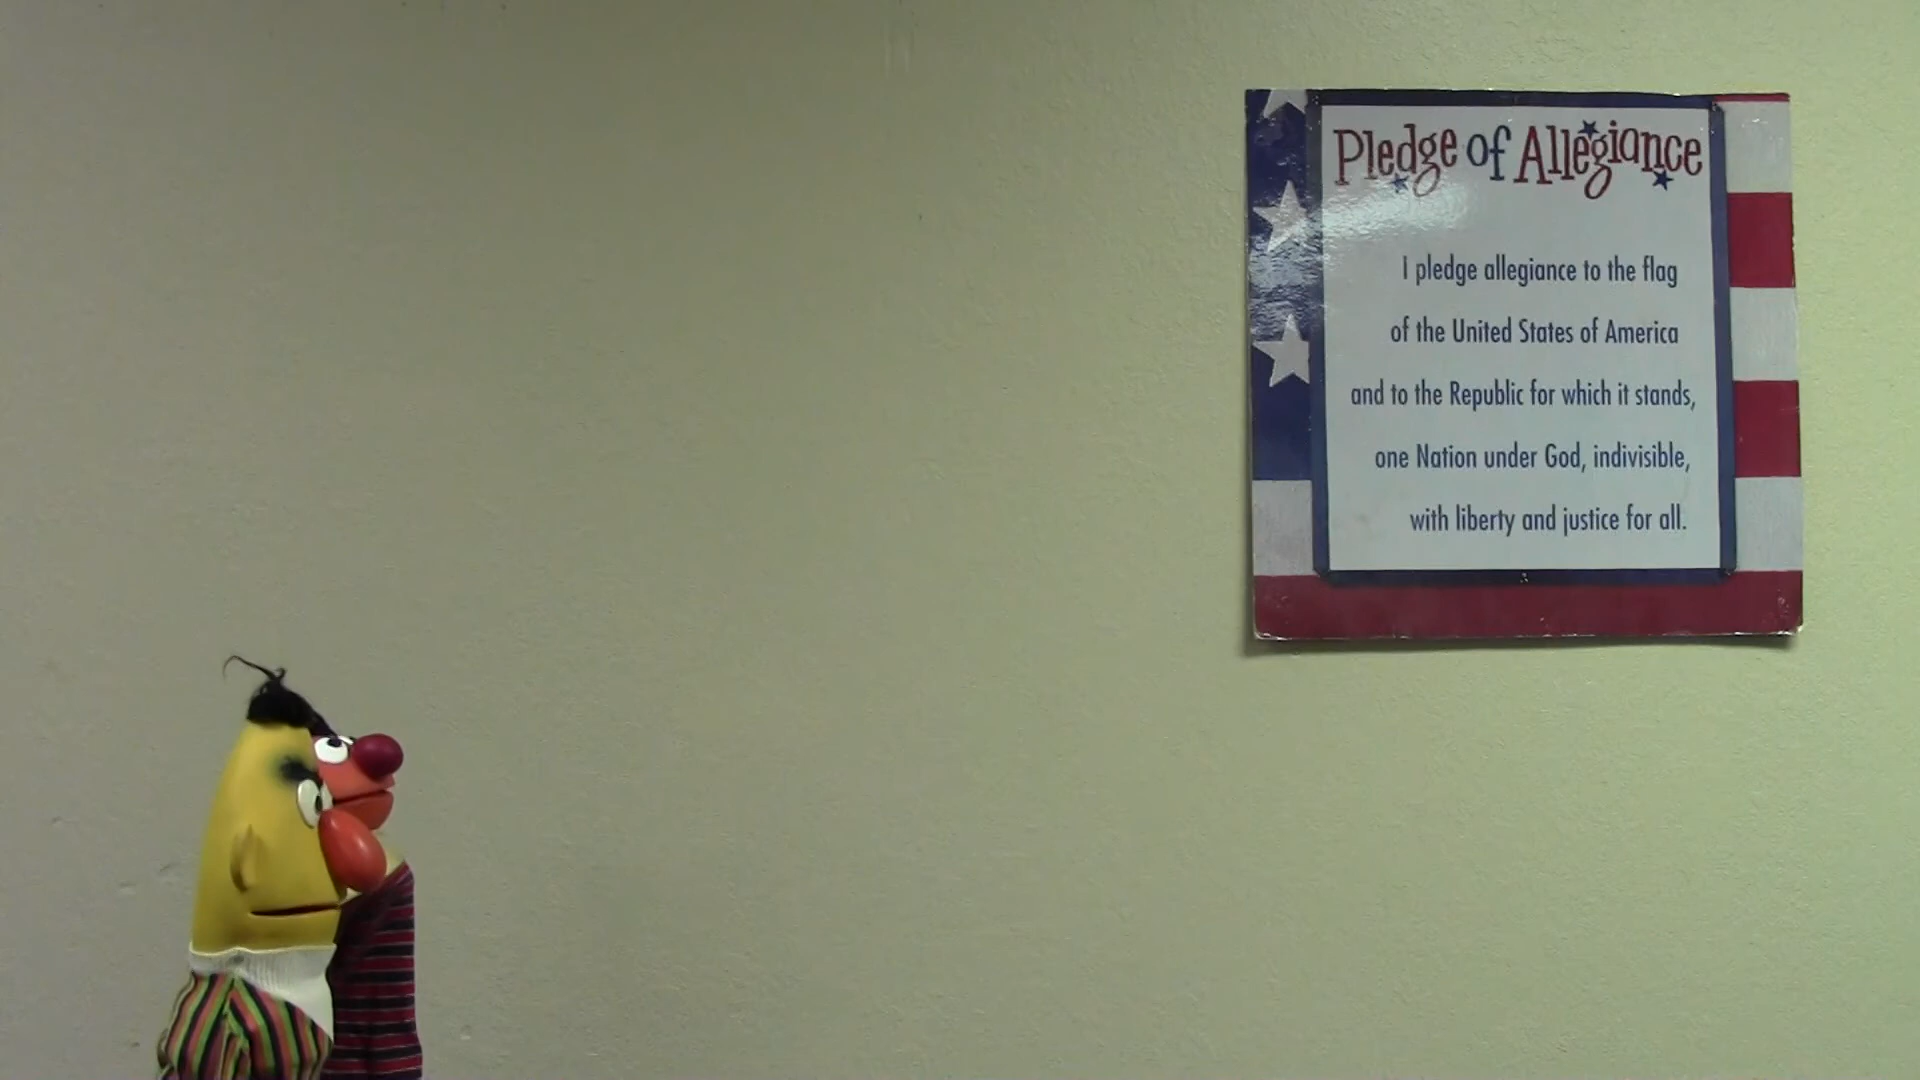 Pledge of Allegiance
I pledge allegiance to the flag
of the United States of America
and to the Republic for which it stands,
one Nation under God, indivisible,
with liberty and justice for all.